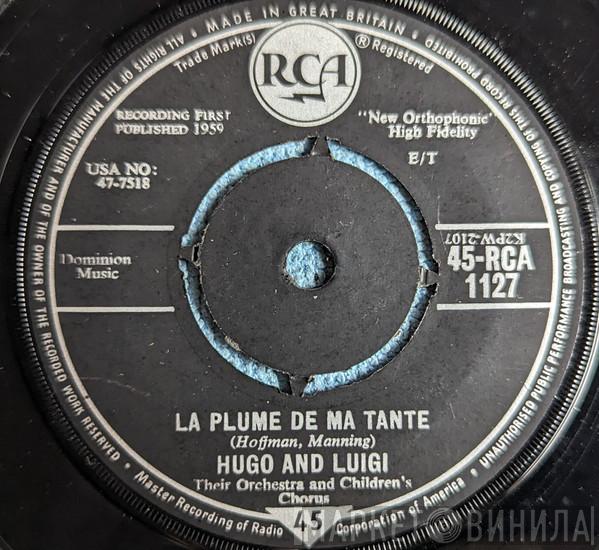 MADE IN GREAT BRITAIN
ALL RIGHTS OF THE MANUFACTURER AND OF THE OWNER OF THE RECORDED WORK RESERVED
UNAUTHORISED PUBLIC PERFORMANCE BROADCASTING AND COPYING OF THIS RECORD PROHIBITED
Trade Mark(s)
RCA
® Registered
RECORDING FIRST
PUBLISHED 1959
"New Orthophonic"
High Fidelity
E/T
USA NO:
47-7518
Dominion
Music
K2PW-2107
45-RCA
1127
LA PLUME DE MA TANTE
(Hoffman, Manning)
HUGO AND LUIGI
Their Orchestra and Children's
Chorus
Master Recording of Radio Corporation of America
45
МАРКЕТ ВИНИЛА